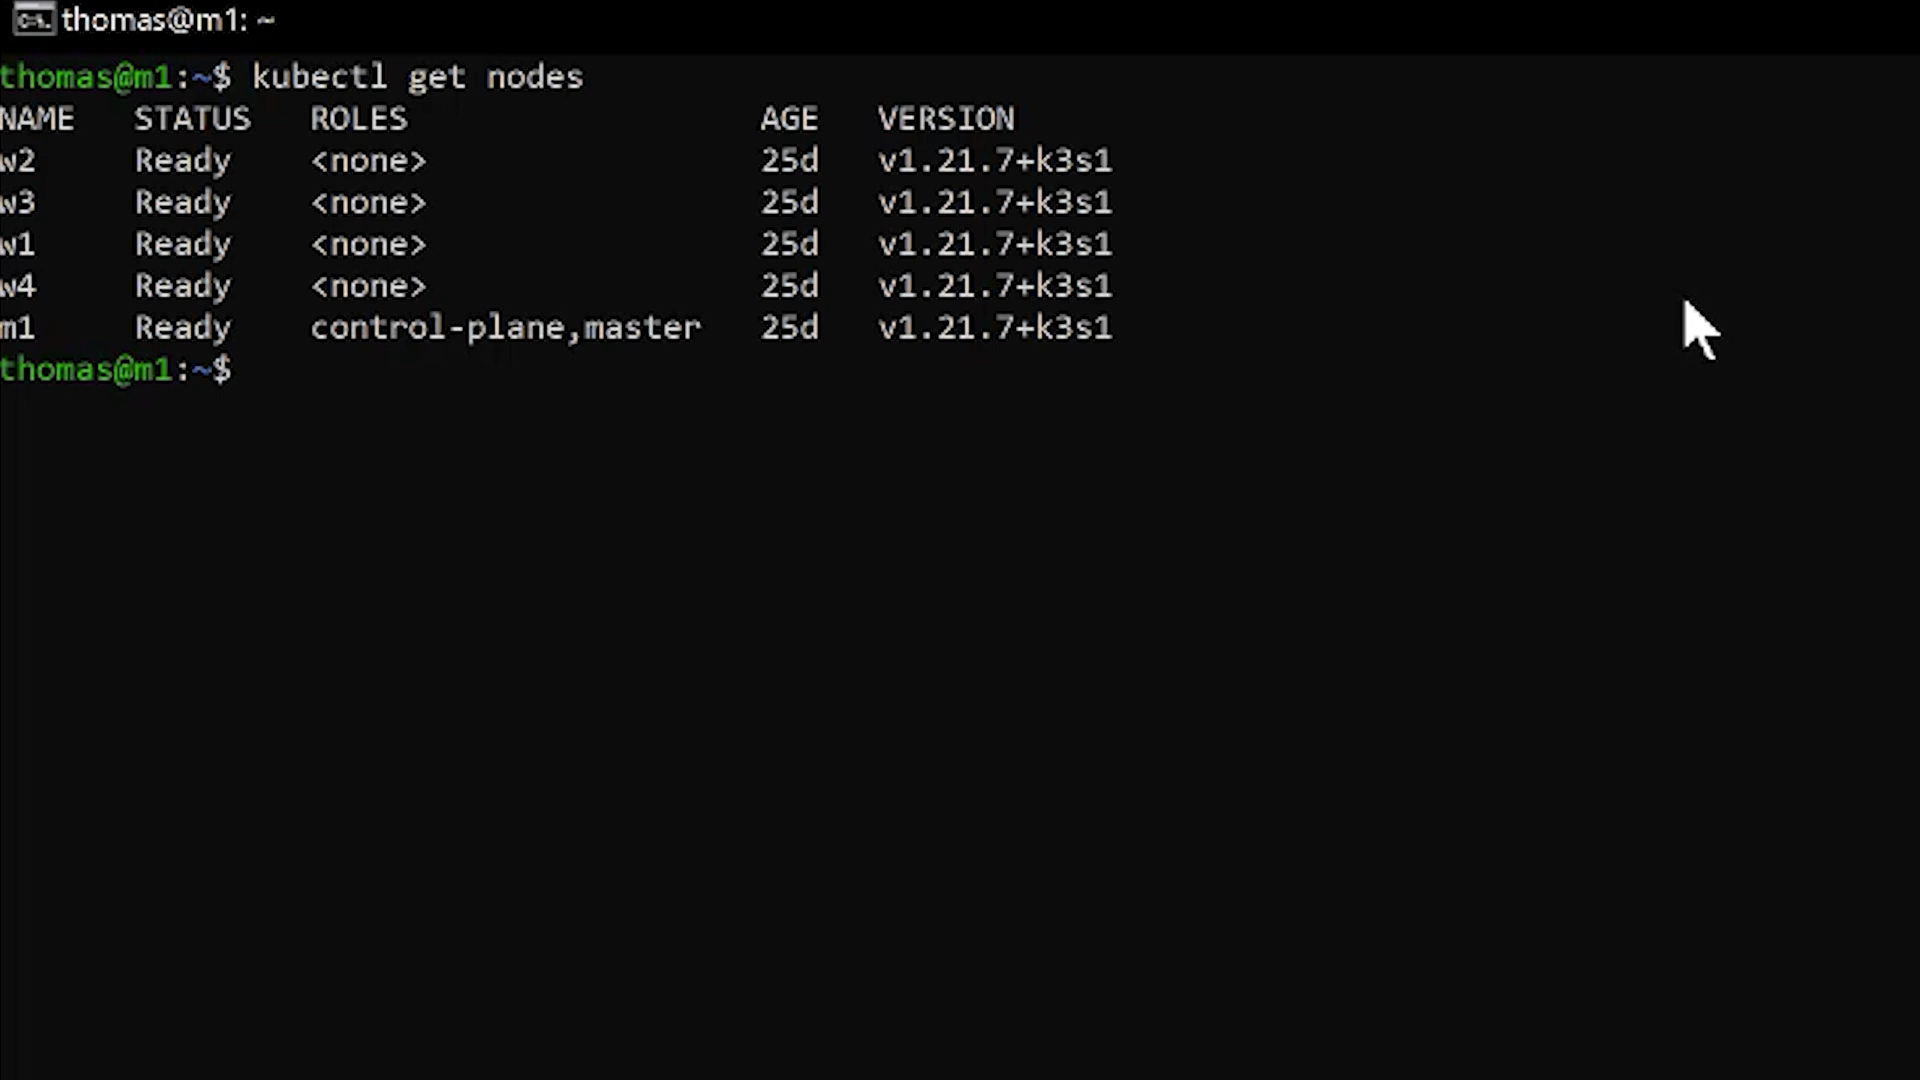 thomas@m1: ~
thomas@m1:~$ kubectl get nodes
NAME   STATUS   ROLES                  AGE   VERSION
w2     Ready    <none>                 25d   v1.21.7+k3s1
w3     Ready    <none>                 25d   v1.21.7+k3s1
w1     Ready    <none>                 25d   v1.21.7+k3s1
w4     Ready    <none>                 25d   v1.21.7+k3s1
m1     Ready    control-plane,master   25d   v1.21.7+k3s1
thomas@m1:~$